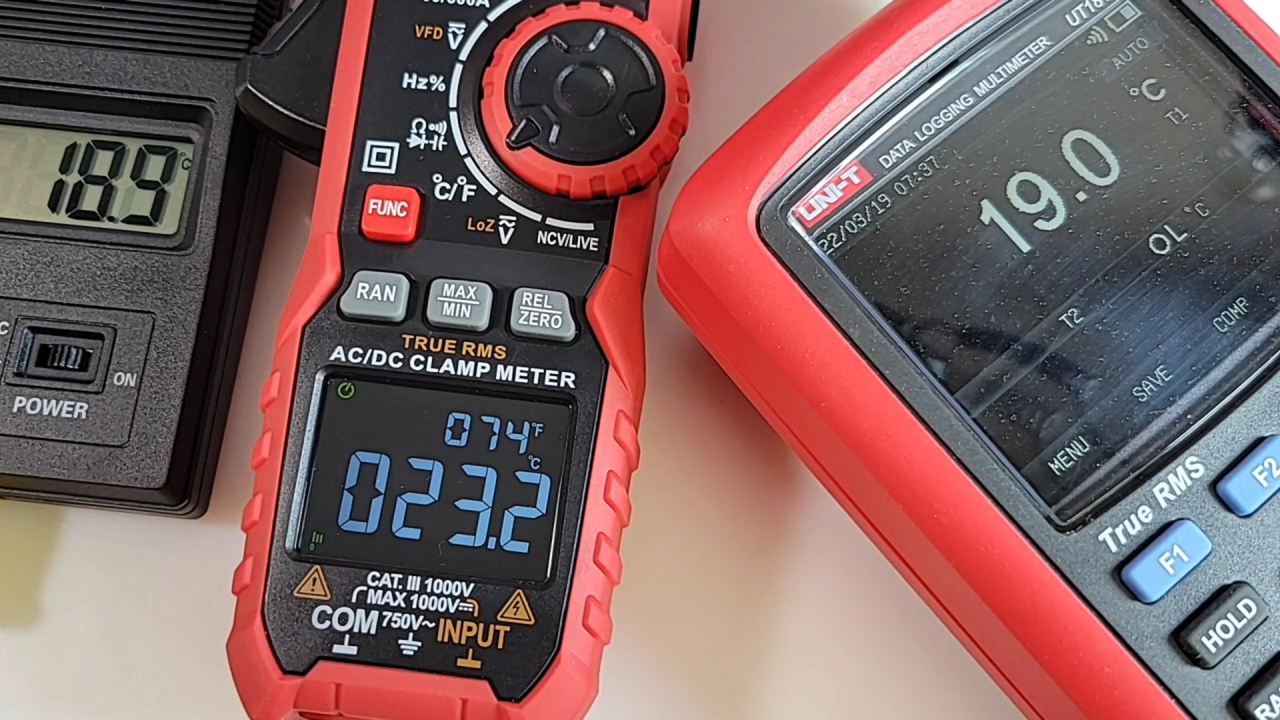 18.9
°C
ON
POWER
VFD
Hz%
Ω
°C/°F
FUNC
LoZ
NCV/LIVE
RAN
MAX
MIN
REL
ZERO
TRUE RMS
AC/DC CLAMP METER
074 °F
°C
023.2
CAT. III 1000V
MAX 1000V
COM 750V~ INPUT
DATA LOGGING MULTIMETER
UNI-T
22/03/19 07:37
AUTO
°C
T1
19.0
OL °C
T2
MENU
SAVE
COMP
True RMS
F1
F2
HOLD